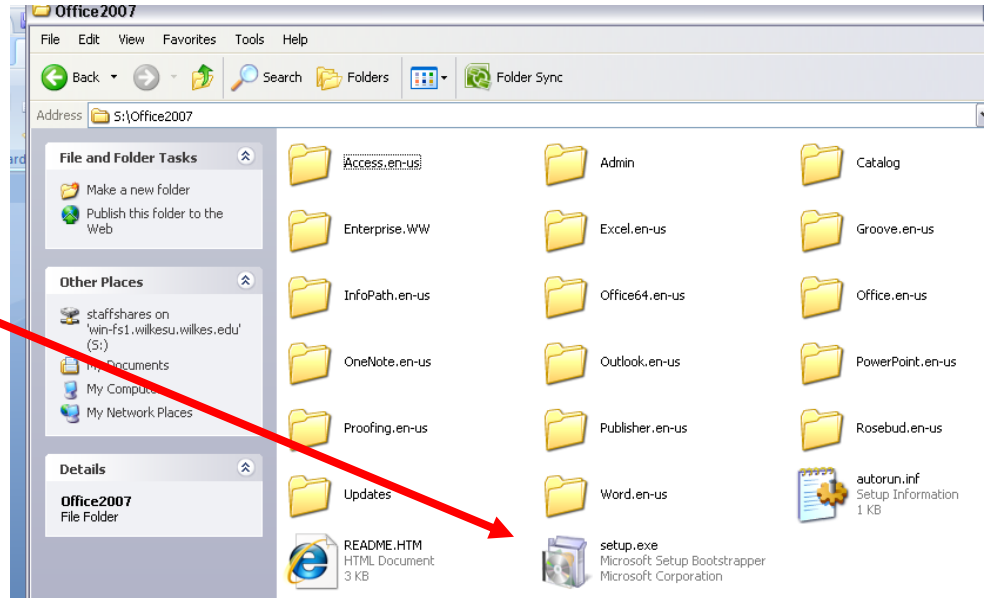 Office2007
File Edit View Favorites Tools Help
Back Search Folders Folder Sync
Address S:\Office2007
File and Folder Tasks
Make a new folder
Publish this folder to the
Web
Other Places
staffshares on
'win-fs1.wilkesu.wilkes.edu'
(S:)
My Documents
My Network Places
Details
Office2007
File Folder
Access.en-us Admin Catalog
Enterprise.WW Excel.en-us Groove.en-us
InfoPath.en-us Office64.en-us Office.en-us
OneNote.en-us Outlook.en-us PowerPoint.en-us
Proofing.en-us Publisher.en-us Rosebud.en-us
Updates Word.en-us autorun.inf
Setup Information
1 KB
README.HTM
HTML Document
3 KB
setup.exe
Microsoft Setup Bootstrapper
Microsoft Corporation